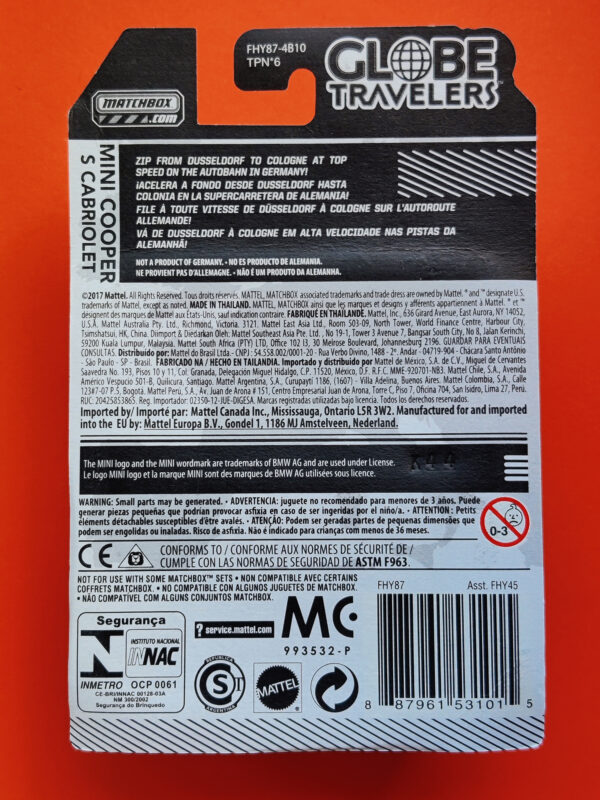 FHY87-4B10
TPN°6
GLOBE
TRAVELERS™
MATCHBOX
.com
MINI COOPER
S CABRIOLET
ZIP FROM DUSSELDORF TO COLOGNE AT TOP
SPEED ON THE AUTOBAHN IN GERMANY!
¡ACELERA A FONDO DESDE DUSSELDORF HASTA
COLONIA EN LA SUPERCARRETERA DE ALEMANIA!
FILE À TOUTE VITESSE DE DÜSSELDORF À COLOGNE SUR L'AUTOROUTE
ALLEMANDE!
VÁ DE DUSSELDORF À COLOGNE EM ALTA VELOCIDADE NAS PISTAS DA
ALEMANHA!
NOT A PRODUCT OF GERMANY. • NO ES PRODUCTO DE ALEMANIA.
NE PROVIENT PAS D'ALLEMAGNE. • NÃO É UM PRODUTO DA ALEMANHA.
©2017 Mattel. All Rights Reserved. Tous droits réservés. MATTEL, MATCHBOX associated trademarks and trade dress are owned by Mattel. ® and ™ designate U.S.
trademarks of Mattel, except as noted. MADE IN THAILAND. MATTEL, MATCHBOX ainsi que les marques et designs y afférents appartiennent à Mattel. ® et ™
désignent des marques de Mattel aux États-Unis, sauf indication contraire. FABRIQUÉ EN THAÏLANDE. Mattel, Inc., 636 Girard Avenue, East Aurora, NY 14052,
U.S.A. Mattel Australia Pty. Ltd., Richmond, Victoria. 3121. Mattel East Asia Ltd., Room 503-09, North Tower, World Finance Centre, Harbour City,
Tsimshatsui, HK, China. Diimport & Diedarkan Oleh: Mattel Southeast Asia Pte. Ltd., No 19-1, Tower 3 Avenue 7, Bangsar South City, No 8, Jalan Kerinchi,
59200 Kuala Lumpur, Malaysia. Mattel South Africa (PTY) LTD, Office 102 I3, 30 Melrose Boulevard, Johannesburg 2196. GUARDAR PARA EVENTUALES
CONSULTAS. Distribuido por: Mattel do Brasil Ltda.- CNPJ : 54.558.002/0001-20 - Rua Verbo Divino, 1488 - 2º. Andar - 04719-904 - Chácara Santo Antônio
- São Paulo - SP - Brasil. FABRICADO NA / HECHO EN TAILANDIA. Importado y distribuido por: Mattel de México, S.A. de C.V., Miguel de Cervantes
Saavedra No. 193, Pisos 10 y 11, Col. Granada, Delegación Miguel Hidalgo, C.P. 11520, México, D.F. R.F.C. MME-920701-NB3. Mattel Chile, S.A., Avenida
Américo Vespucio 501-B, Quilicura, Santiago. Mattel Argentina, S.A., Curupaytí 1186, (1607) - Villa Adelina, Buenos Aires. Mattel Colombia, S.A., Calle
123#7-07 P.5, Bogotá. Mattel Perú, S.A., Av. Juan de Arona # 151, Centro Empresarial Juan de Arona, Torre C, Piso 7, Oficina 704, San Isidro, Lima 27, Perú.
RUC. 20425853865. Reg. Importador: 02350-12-JUE-DIGESA. Marcas registradas utilizadas bajo licencia. Todos los derechos reservados.
Imported by/ Importé par: Mattel Canada Inc., Mississauga, Ontario L5R 3W2. Manufactured for and imported
into the EU by: Mattel Europa B.V., Gondel 1, 1186 MJ Amstelveen, Nederland.
The MINI logo and the MINI wordmark are trademarks of BMW AG and are used under License.
Le logo MINI logo et la marque MINI sont des marques de BMW AG utilisées sous licence.
K44
WARNING: Small parts may be generated. • ADVERTENCIA: juguete no recomendado para menores de 3 años. Puede
generar piezas pequeñas que podrían provocar asfixia en caso de ser ingeridas por el niño/a. • ATTENTION : Petits
éléments détachables susceptibles d'être avalés. • ATENÇÃO: Podem ser geradas partes de pequenas dimensões que
podem ser engolidas ou inaladas. Risco de asfixia. Não é indicado para crianças com menos de 36 meses.
0-3
CE
CONFORMS TO / CONFORME AUX NORMES DE SÉCURITÉ DE/
CUMPLE CON LAS NORMAS DE SEGURIDAD DE ASTM F963.
NOT FOR USE WITH SOME MATCHBOX™ SETS • NON COMPATIBLE AVEC CERTAINS
COFFRETS MATCHBOX. • NO COMPATIBLE CON ALGUNOS JUGUETES DE MATCHBOX.
• NÃO COMPATÍVEL COM ALGUNS CONJUNTOS MATCHBOX.
FHY87 Asst. FHY45
Segurança
INSTITUTO NACIONAL
INNAC
INMETRO OCP 0061
CE-BRI/INNAC 00128-03A
NM 300/2002
Segurança do Brinquedo
? service.mattel.com
MC
993532-P
REPUBLICA
S
ARGENTINA
MATTEL
8 87961 53101 5